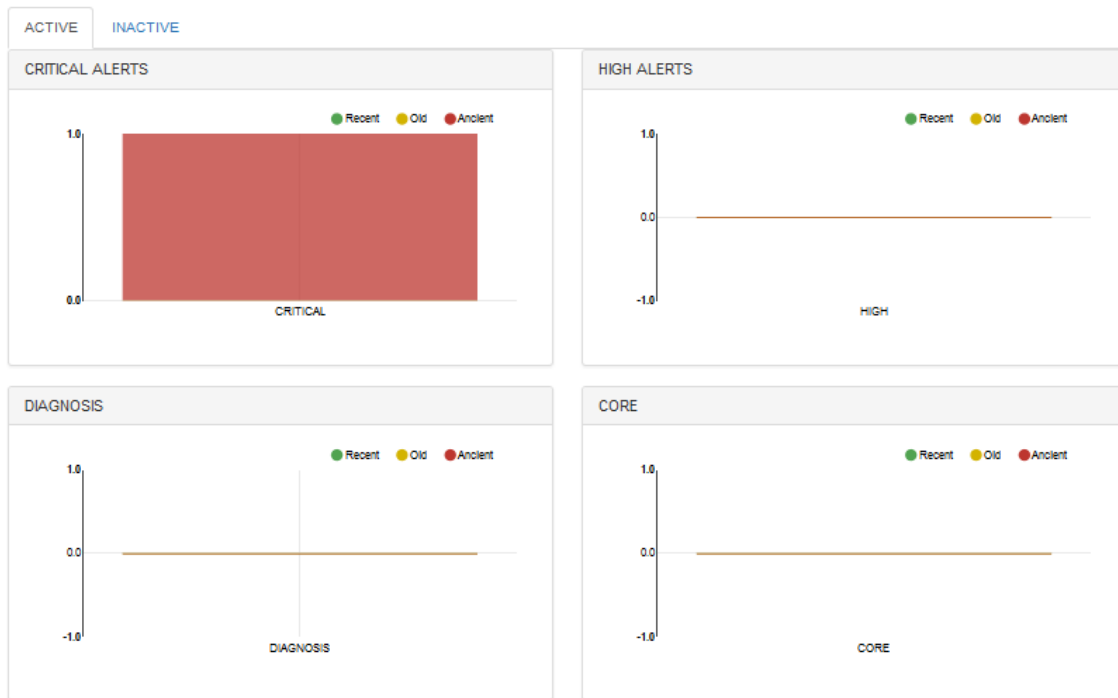 ACTIVE INACTIVE
CRITICAL ALERTS
Recent Old Ancient
1.0
0.0
CRITICAL
HIGH ALERTS
Recent Old Ancient
1.0
0.0
-1.0
HIGH
DIAGNOSIS
Recent Old Ancient
1.0
0.0
-1.0
DIAGNOSIS
CORE
Recent Old Ancient
1.0
0.0
-1.0
CORE